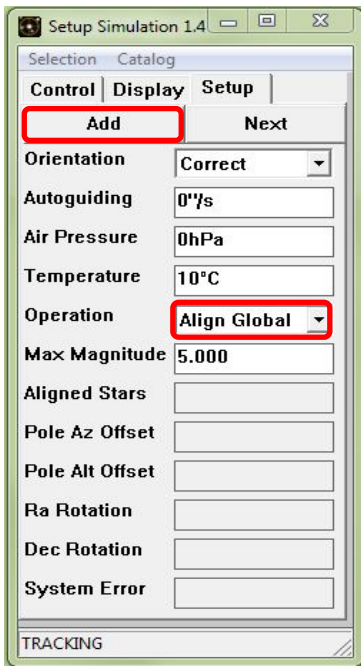 Setup Simulation 1.4
Selection Catalog
Control Display Setup
Add Next
Orientation Correct
Autoguiding 0"/s
Air Pressure 0hPa
Temperature 10°C
Operation Align Global
Max Magnitude 5.000
Aligned Stars
Pole Az Offset
Pole Alt Offset
Ra Rotation
Dec Rotation
System Error
TRACKING